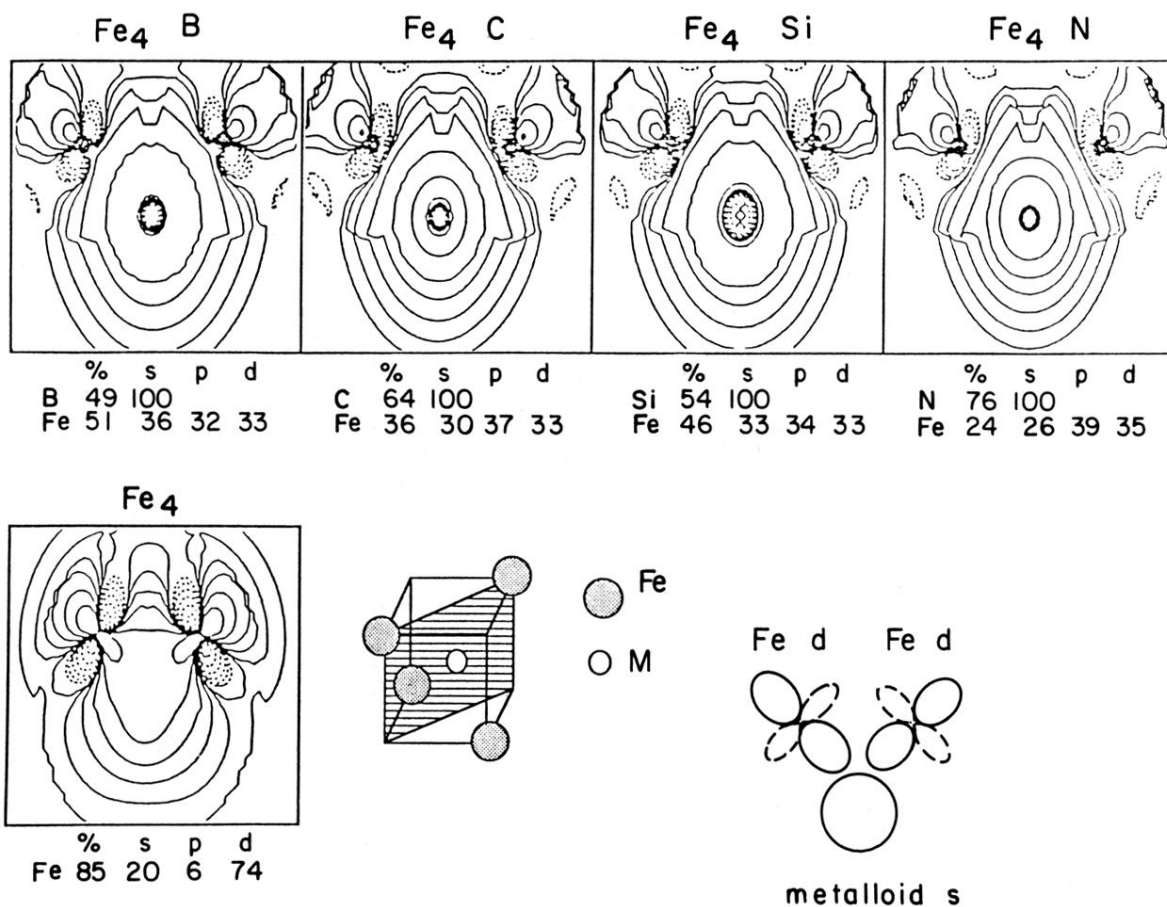 Fe4 B
Fe4 C
Fe4 Si
Fe4 N
% s p d
B 49 100
Fe 51 36 32 33
% s p d
C 64 100
Fe 36 30 37 33
% s p d
Si 54 100
Fe 46 33 34 33
% s p d
N 76 100
Fe 24 26 39 35
Fe4
% s p d
Fe 85 20 6 74
Fe
M
Fe d Fe d
metalloid s